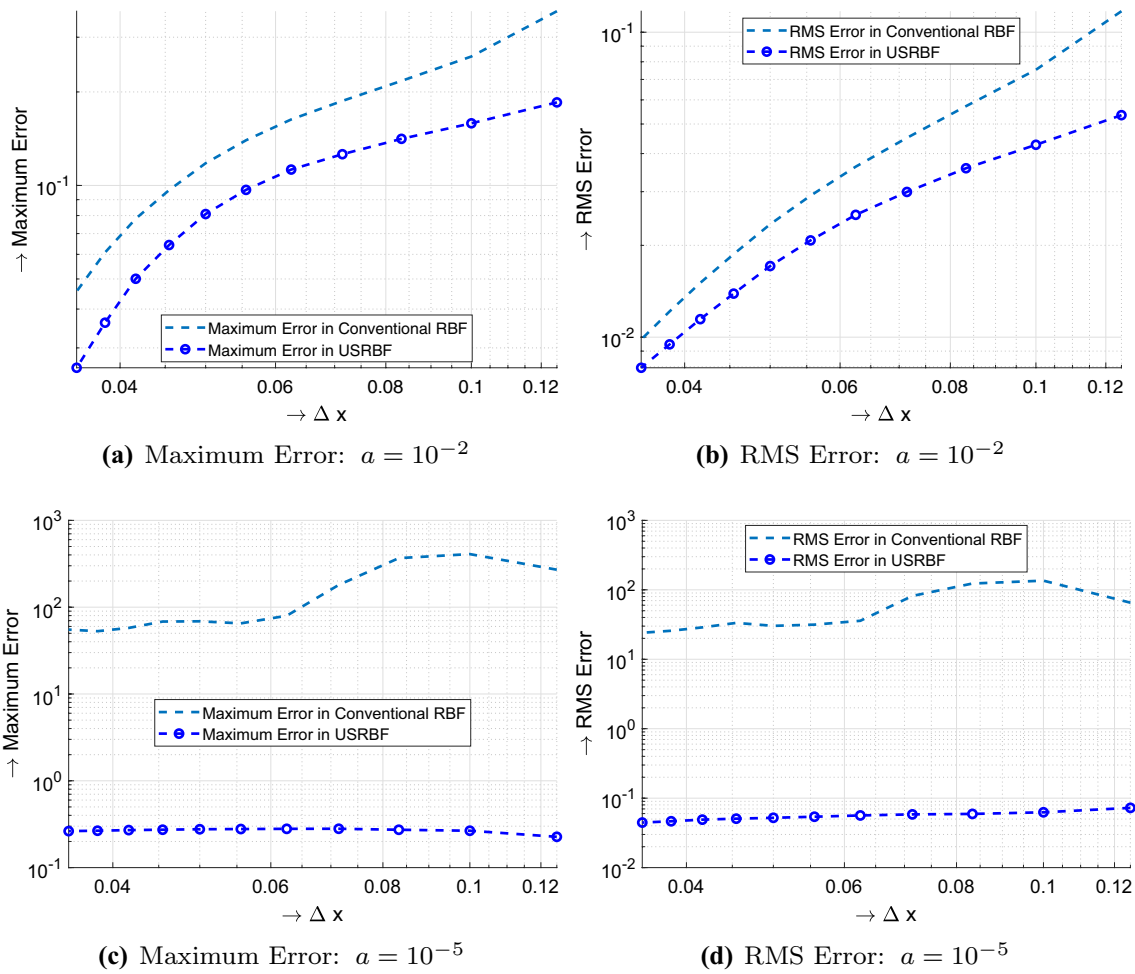 10^{-1}
→ Maximum Error
Maximum Error in Conventional RBF
Maximum Error in USRBF
0.04 0.06 0.08 0.1 0.12
→ Δ x
(a) Maximum Error: a = 10^{-2}
10^{-1}
10^{-2}
→ RMS Error
RMS Error in Conventional RBF
RMS Error in USRBF
0.04 0.06 0.08 0.1 0.12
→ Δ x
(b) RMS Error: a = 10^{-2}
10^3
10^2
10^1
10^0
10^{-1}
→ Maximum Error
Maximum Error in Conventional RBF
Maximum Error in USRBF
0.04 0.06 0.08 0.1 0.12
→ Δ x
(c) Maximum Error: a = 10^{-5}
10^3
10^2
10^1
10^0
10^{-1}
10^{-2}
→ RMS Error
RMS Error in Conventional RBF
RMS Error in USRBF
0.04 0.06 0.08 0.1 0.12
→ Δ x
(d) RMS Error: a = 10^{-5}